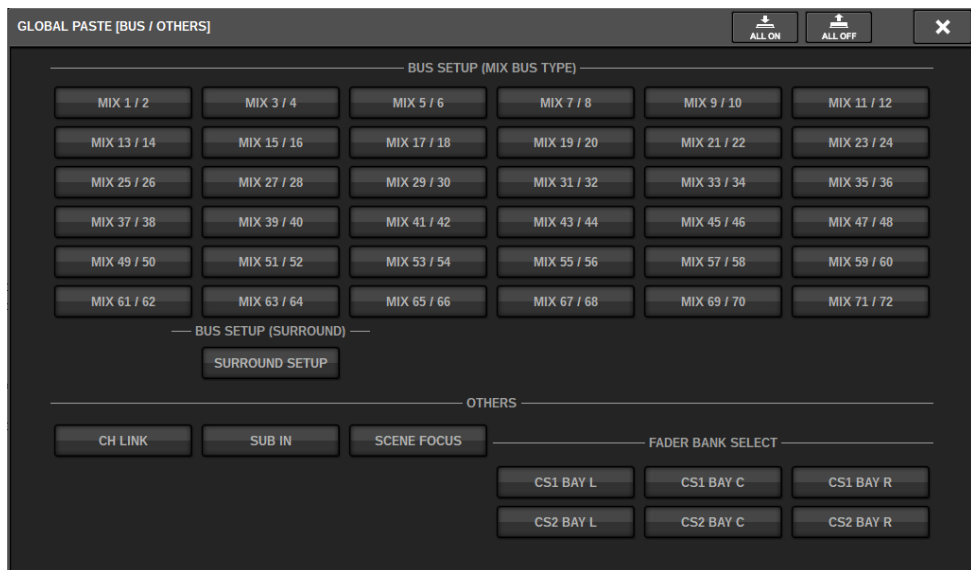 GLOBAL PASTE [BUS / OTHERS] ALL ON ALL OFF
BUS SETUP (MIX BUS TYPE)
MIX 1 / 2 MIX 3 / 4 MIX 5 / 6 MIX 7 / 8 MIX 9 / 10 MIX 11 / 12
MIX 13 / 14 MIX 15 / 16 MIX 17 / 18 MIX 19 / 20 MIX 21 / 22 MIX 23 / 24
MIX 25 / 26 MIX 27 / 28 MIX 29 / 30 MIX 31 / 32 MIX 33 / 34 MIX 35 / 36
MIX 37 / 38 MIX 39 / 40 MIX 41 / 42 MIX 43 / 44 MIX 45 / 46 MIX 47 / 48
MIX 49 / 50 MIX 51 / 52 MIX 53 / 54 MIX 55 / 56 MIX 57 / 58 MIX 59 / 60
MIX 61 / 62 MIX 63 / 64 MIX 65 / 66 MIX 67 / 68 MIX 69 / 70 MIX 71 / 72
BUS SETUP (SURROUND)
SURROUND SETUP
OTHERS
CH LINK SUB IN SCENE FOCUS FADER BANK SELECT
CS1 BAY L CS1 BAY C CS1 BAY R
CS2 BAY L CS2 BAY C CS2 BAY R